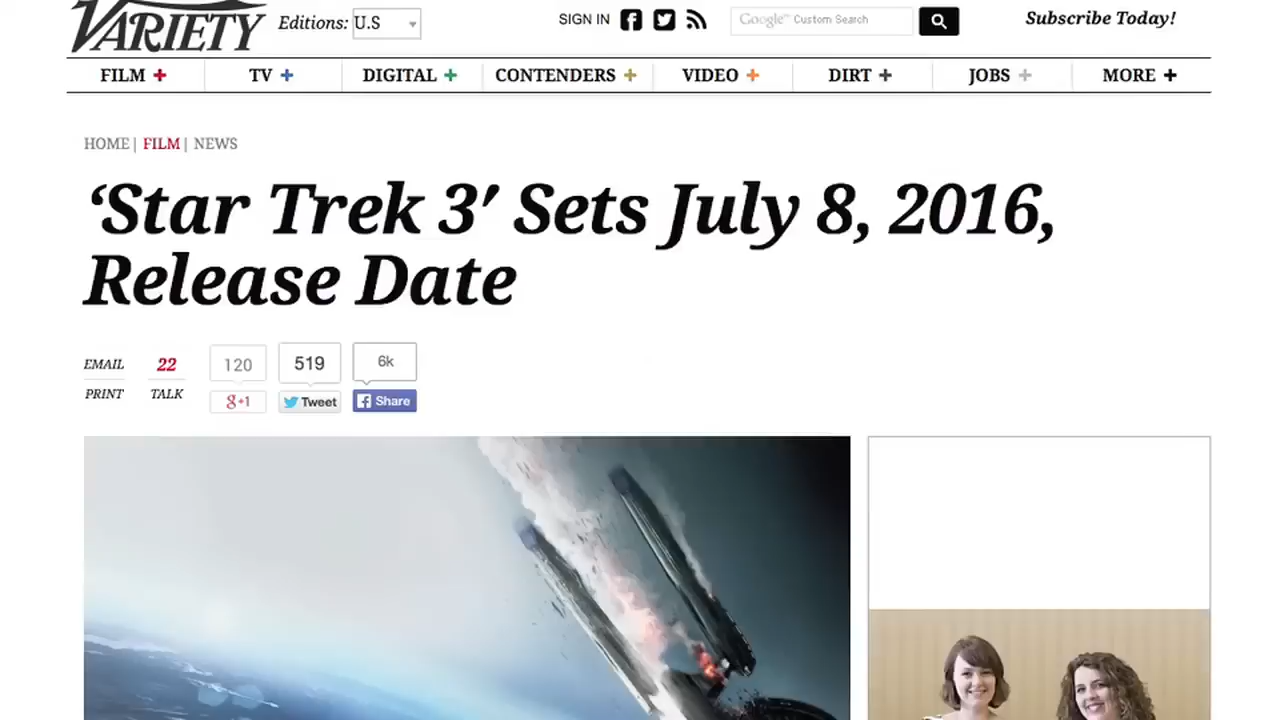 VARIETY Editions: U.S SIGN IN Google™ Custom Search Subscribe Today!
FILM + TV + DIGITAL + CONTENDERS + VIDEO + DIRT + JOBS + MORE +
HOME | FILM | NEWS
‘Star Trek 3′ Sets July 8, 2016,
Release Date
EMAIL 22 120 519 6k
PRINT TALK g+1 Tweet Share